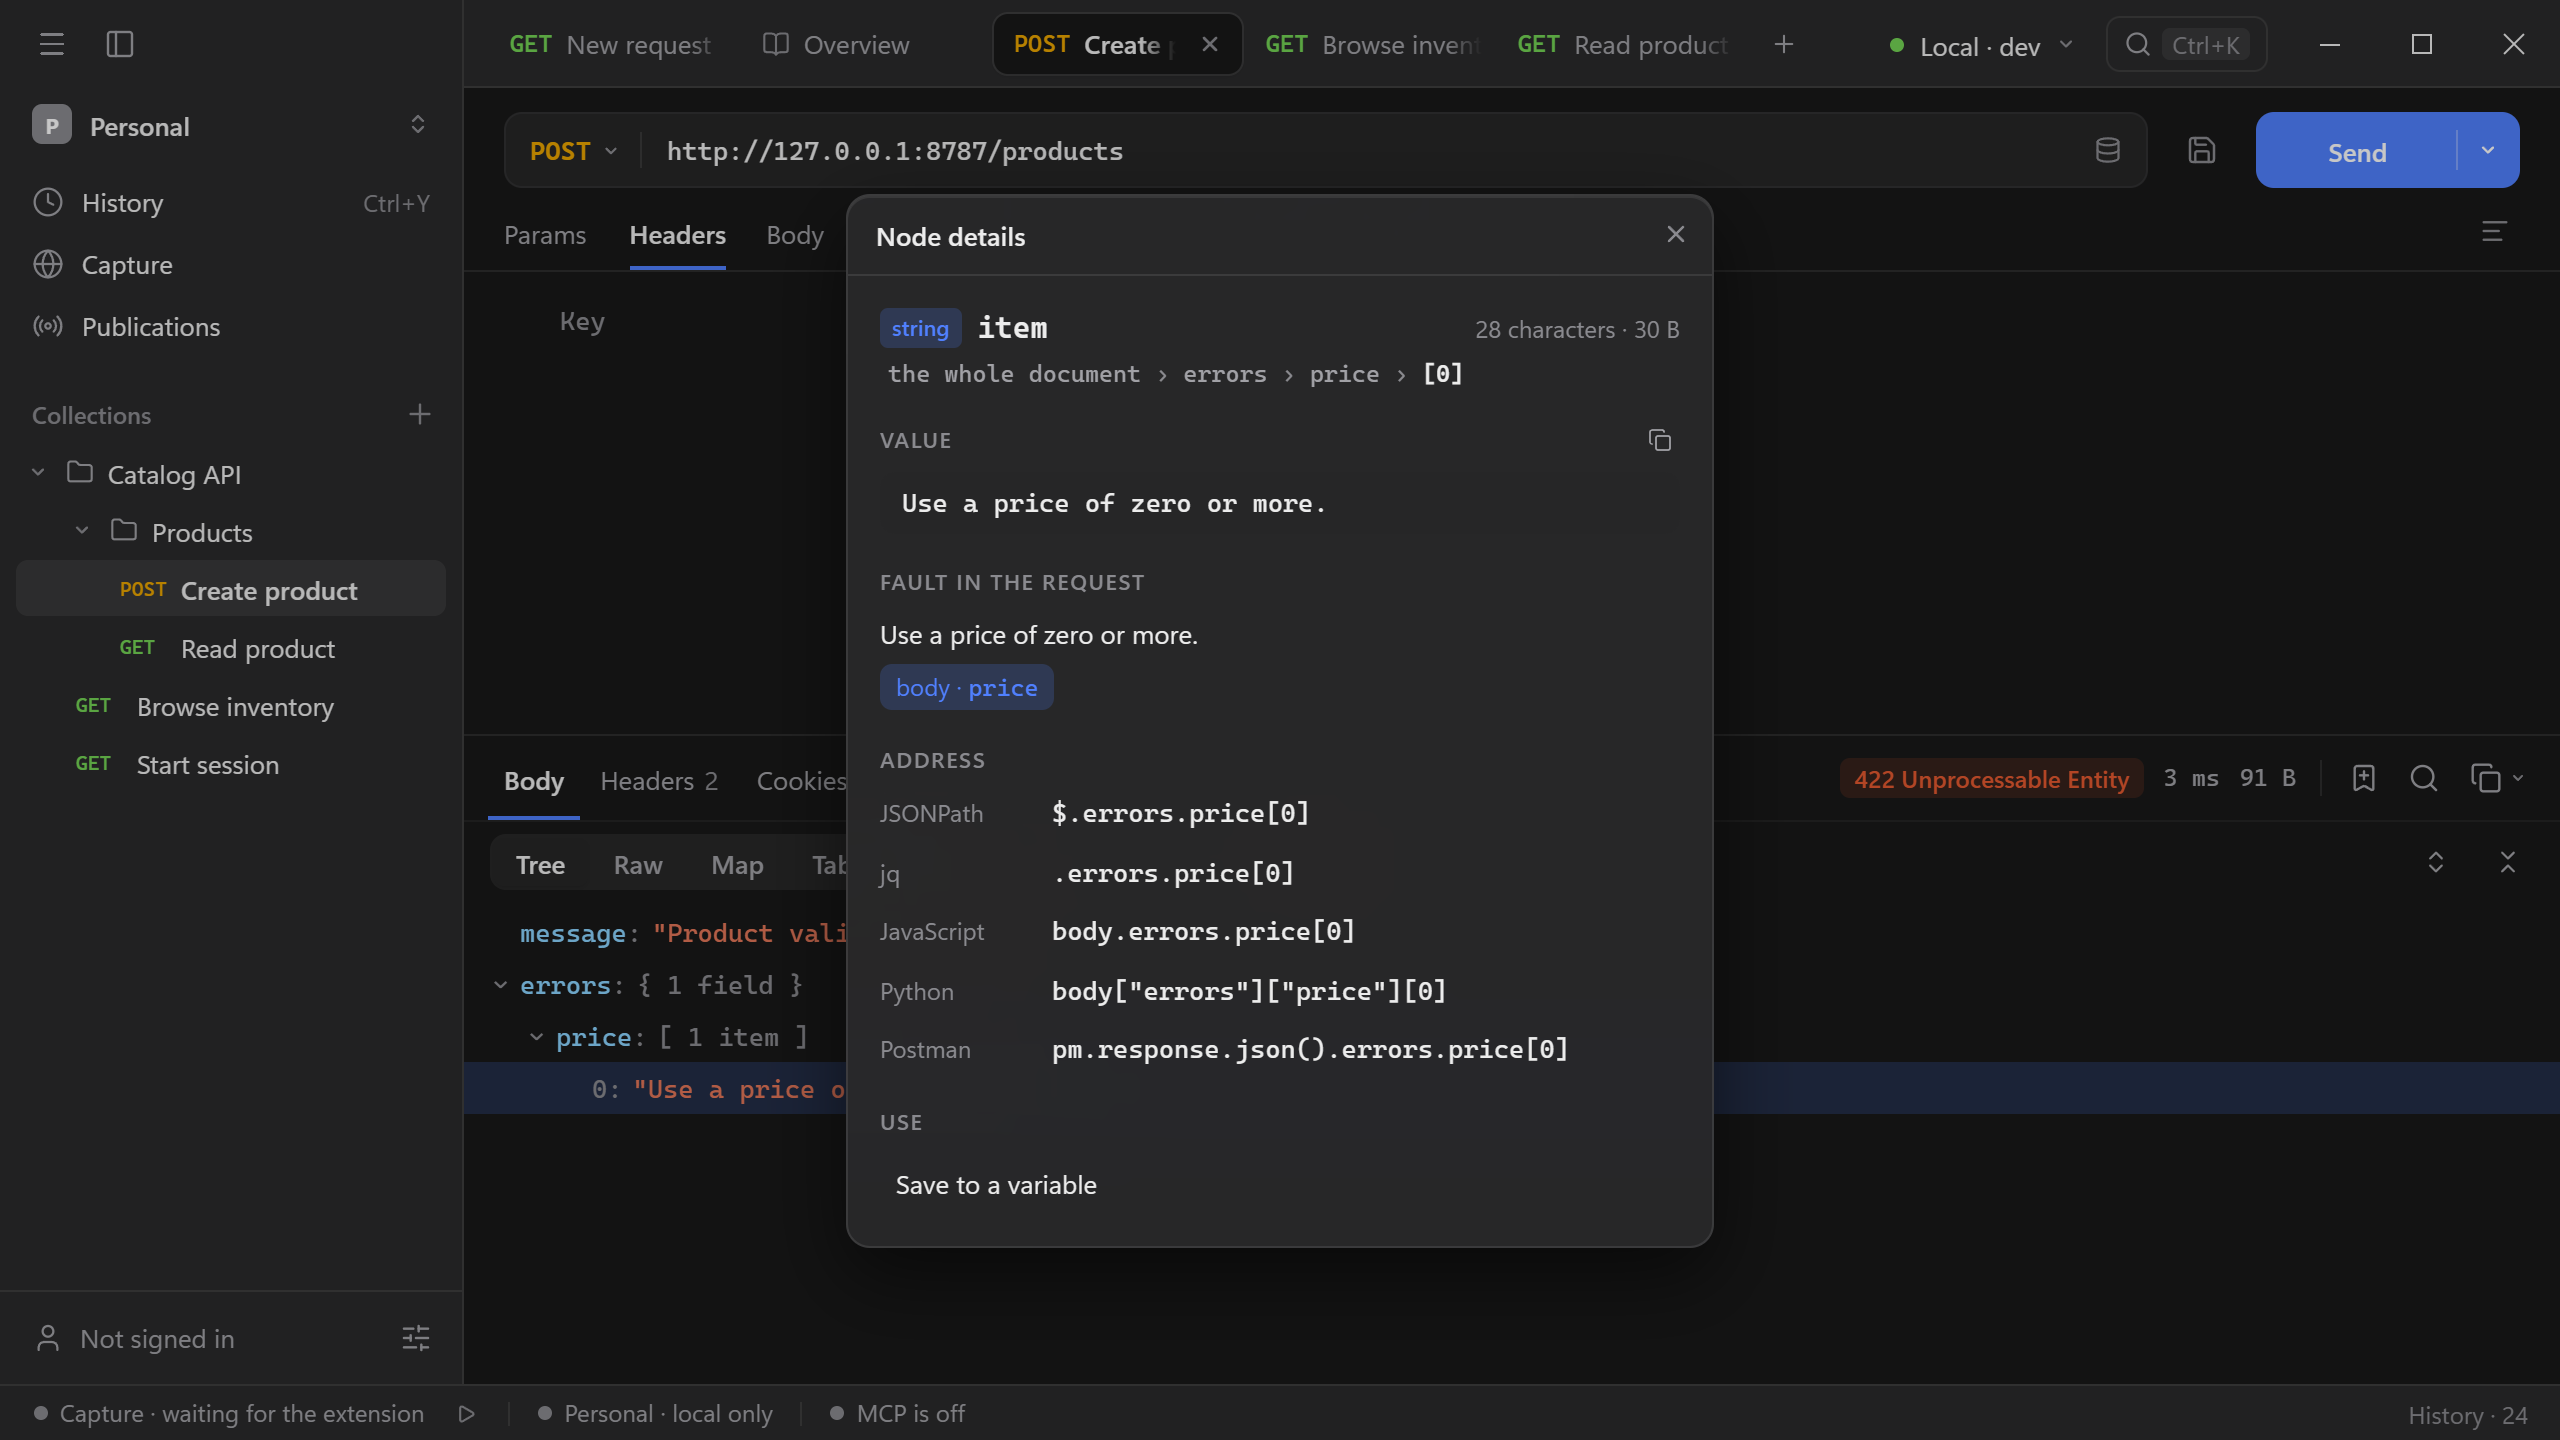 GET New request
Overview
POST Create
GET Browse inven
GET Read product
Local · dev
Ctrl+K
P Personal
History Ctrl+Y
Capture
Publications
Collections
Catalog API
Products
POST Create product
GET Read product
GET Browse inventory
GET Start session
Not signed in
POST http://127.0.0.1:8787/products
Send
Params Headers Body
Key
Node details
string item 28 characters · 30 B
the whole document › errors › price › [0]
VALUE
Use a price of zero or more.
FAULT IN THE REQUEST
Use a price of zero or more.
body · price
ADDRESS
JSONPath $.errors.price[0]
jq .errors.price[0]
JavaScript body.errors.price[0]
Python body["errors"]["price"][0]
Postman pm.response.json().errors.price[0]
USE
Save to a variable
Body Headers 2 Cookies
422 Unprocessable Entity 3 ms 91 B
Tree Raw Map Tab
message: "Product vali
errors: { 1 field }
price: [ 1 item ]
0: "Use a price o
Capture · waiting for the extension
Personal · local only
MCP is off
History · 24